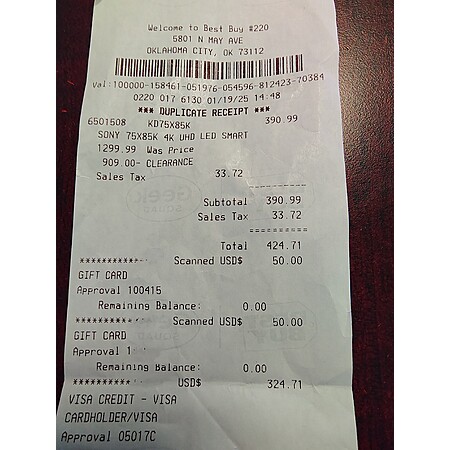 Welcome to Best Buy #220
5801 N MAY AVE
OKLAHOMA CITY, OK 73112
Val:100000-158461-051976-054596-812423-70384
0220 017 6130 01/19/25 14:48
*** DUPLICATE RECEIPT ***
6501508 KD75X85K 390.99
SONY 75X85K 4K UHD LED SMART
1299.99 Was Price
909.00- CLEARANCE
Sales Tax 33.72
----------
Subtotal 390.99
Sales Tax 33.72
==========
Total 424.71
*********** Scanned USD$ 50.00
GIFT CARD
Approval 100415
Remaining Balance: 0.00
*********** Scanned USD$ 50.00
GIFT CARD
Approval 1
Remaining Balance: 0.00
*********** USD$ 324.71
VISA CREDIT - VISA
CARDHOLDER/VISA
Approval 05017C